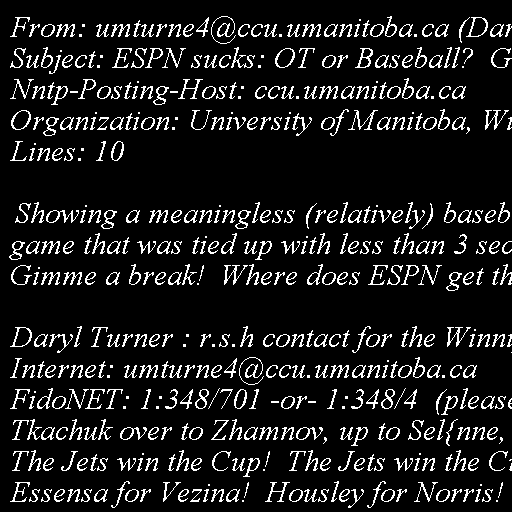 From: umturne4@ccu.umanitoba.ca (Dar
Subject: ESPN sucks: OT or Baseball?  G
Nntp-Posting-Host: ccu.umanitoba.ca
Organization: University of Manitoba, Wi
Lines: 10

Showing a meaningless (relatively) baseb
game that was tied up with less than 3 sec
Gimme a break!  Where does ESPN get th

Daryl Turner : r.s.h contact for the Winni
Internet: umturne4@ccu.umanitoba.ca
FidoNET: 1:348/701 -or- 1:348/4  (please
Tkachuk over to Zhamnov, up to Sel{nne,
The Jets win the Cup!  The Jets win the Cu
Essensa for Vezina!  Housley for Norris!